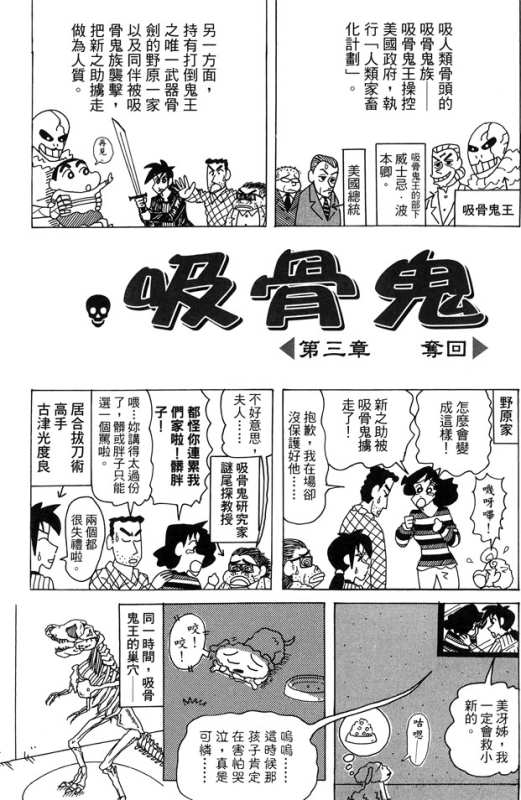 吸人類骨頭的
吸骨鬼族──
吸骨鬼王操控
美國政府，執
行「人類家畜
化計劃」。
吸骨鬼王
吸骨鬼王的部下
威士忌．波
本卿。
美國總統
另一方面，
持有打倒鬼王
之唯一武器骨
劍的野原一家
以及同伴被吸
骨鬼族襲擊，
把新之助擄走
做為人質。
再見
吸骨鬼
第三章 奪回
野原家
怎麼會變
成這樣！
哦呀嘿！
新之助被
吸骨鬼擄
走了！
抱歉，我在場卻
沒保護好他……
不好意思，
夫人……
吸骨鬼研究家
謎尾探教授
都怪你連累我
們家啦！髒胖
子！
喂…妳講得太過份
了，髒或胖子只能
選一個罵啦。
兩個都
很失禮啦。
居合拔刀術
高手
古津光度良
美冴姊，我
一定會救小
新的。
咕嗯
嗚嗚……
這時候那
孩子肯定
在害怕哭
泣，真是
可憐……
咬！
咬！
同一時間，吸骨
鬼王的巢穴──